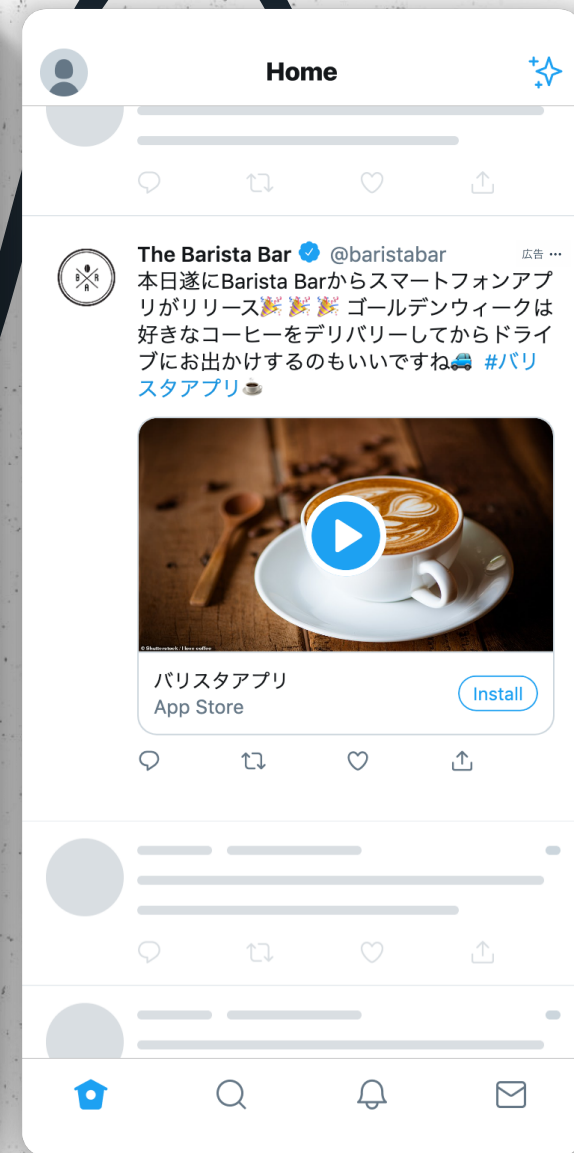 Home
The Barista Bar @baristabar 広告 ...
本日遂にBarista Barからスマートフォンアプ
リがリリース🎉 🎉 🎉 ゴールデンウィークは
好きなコーヒーをデリバリーしてからドライ
ブにお出かけするのもいいですね🚙 #バリ
スタアプリ☕
B A R
A
© Shutterstock / I love coffee
バリスタアプリ
App Store
Install